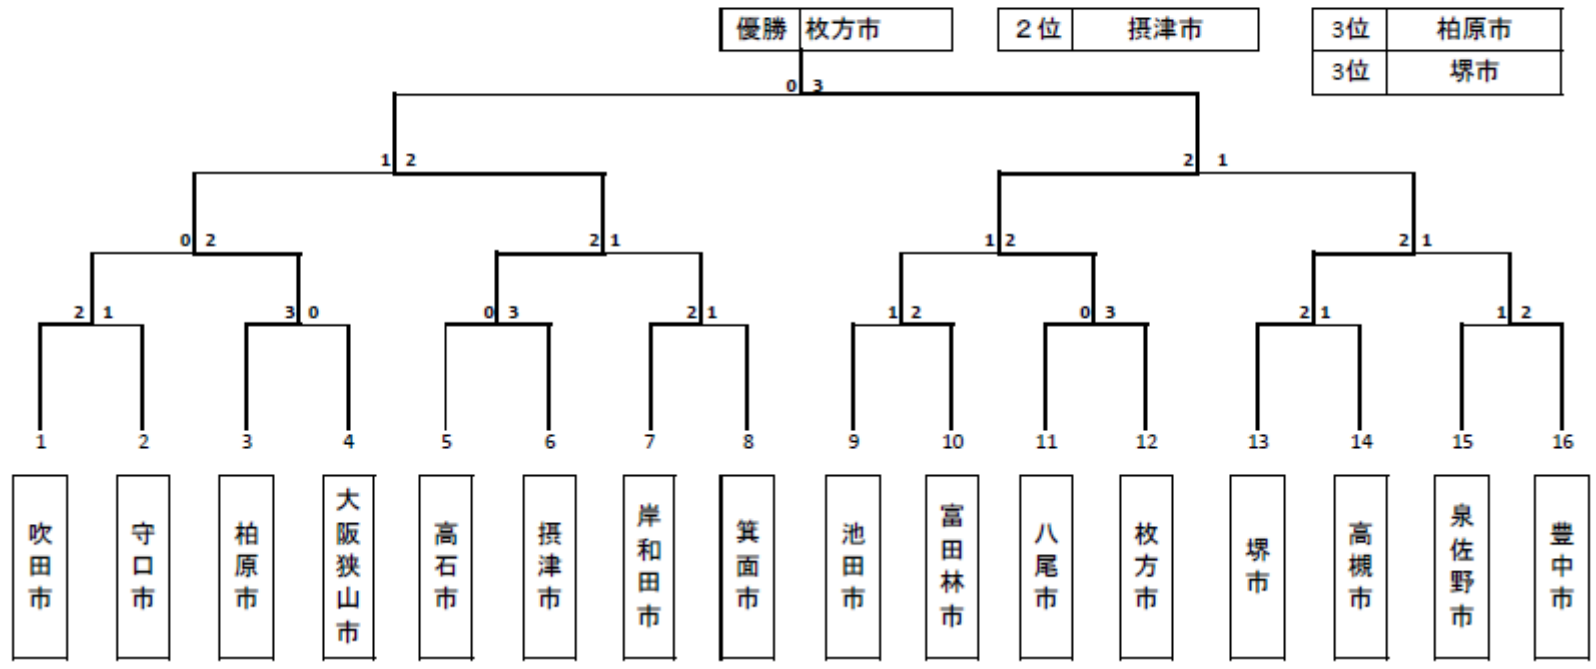 優勝 枚方市 2位 摂津市 3位 柏原市
3位 堺市
0 3
1 2 2 1
0 2 2 1 1 2 2 1
2 1 3 0 0 3 2 1 1 2 0 3 2 1 1 2
1 2 3 4 5 6 7 8 9 10 11 12 13 14 15 16
吹田市
守口市
柏原市
大阪狭山市
高石市
摂津市
岸和田市
箕面市
池田市
富田林市
八尾市
枚方市
堺市
高槻市
泉佐野市
豊中市